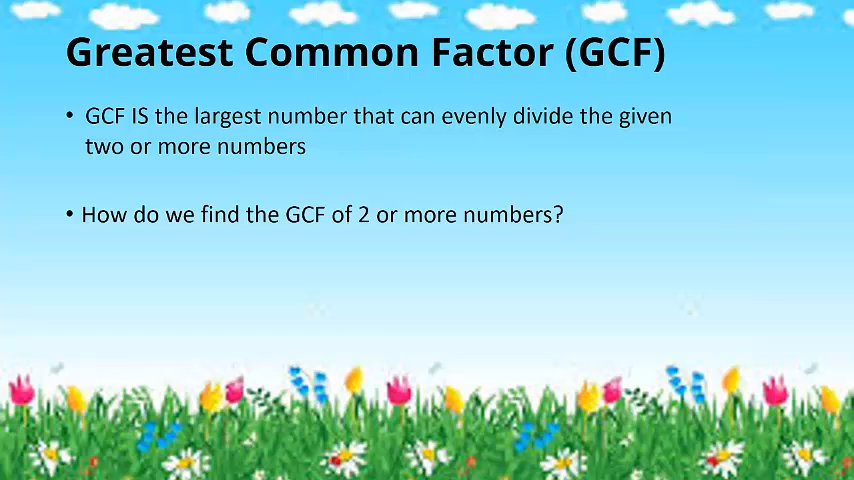 Greatest Common Factor (GCF)
• GCF IS the largest number that can evenly divide the given
two or more numbers
• How do we find the GCF of 2 or more numbers?